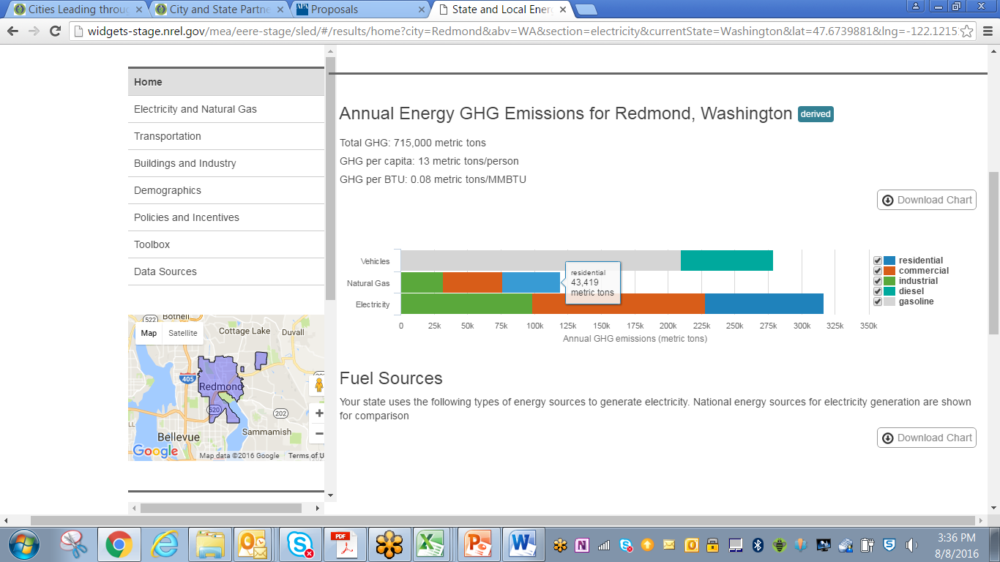 Cities Leading throu
City and State Partne
Proposals
State and Local Ener
widgets-stage.nrel.gov/mea/eere-stage/sled/#/results/home?city=Redmond&abv=WA&section=electricity&currentState=Washington&lat=47.6739881&lng=-122.1215
Home
Electricity and Natural Gas
Transportation
Buildings and Industry
Demographics
Policies and Incentives
Toolbox
Data Sources
522
Bothell
Map
Satellite
Cottage Lake
Duvall
405
Redmond
520
202
Sammamish
Bellevue
Google
Map data ©2016 Google
Terms of U
Annual Energy GHG Emissions for Redmond, Washington derived
Total GHG: 715,000 metric tons
GHG per capita: 13 metric tons/person
GHG per BTU: 0.08 metric tons/MMBTU
Download Chart
Vehicles
Natural Gas
Electricity
residential
43,419
metric tons
0 25k 50k 75k 100k 125k 150k 175k 200k 225k 250k 275k 300k 325k 350k
Annual GHG emissions (metric tons)
residential
commercial
industrial
diesel
gasoline
Fuel Sources
Your state uses the following types of energy sources to generate electricity. National energy sources for electricity generation are shown
for comparison
Download Chart
PDF
3:36 PM
8/8/2016